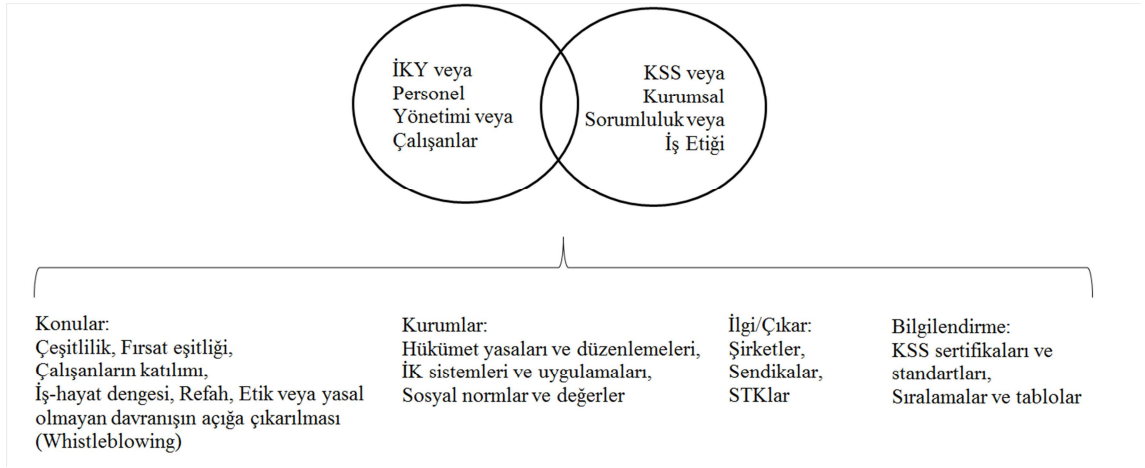 İKY veya
Personel
Yönetimi veya
Çalışanlar
KSS veya
Kurumsal
Sorumluluk veya
İş Etiği
Konular:
Çeşitlilik, Fırsat eşitliği,
Çalışanların katılımı,
İş-hayat dengesi, Refah, Etik veya yasal
olmayan davranışın açığa çıkarılması
(Whistleblowing)
Kurumlar:
Hükümet yasaları ve düzenlemeleri,
İK sistemleri ve uygulamaları,
Sosyal normlar ve değerler
İlgi/Çıkar:
Şirketler,
Sendikalar,
STKlar
Bilgilendirme:
KSS sertifikaları ve
standartları,
Sıralamalar ve tablolar